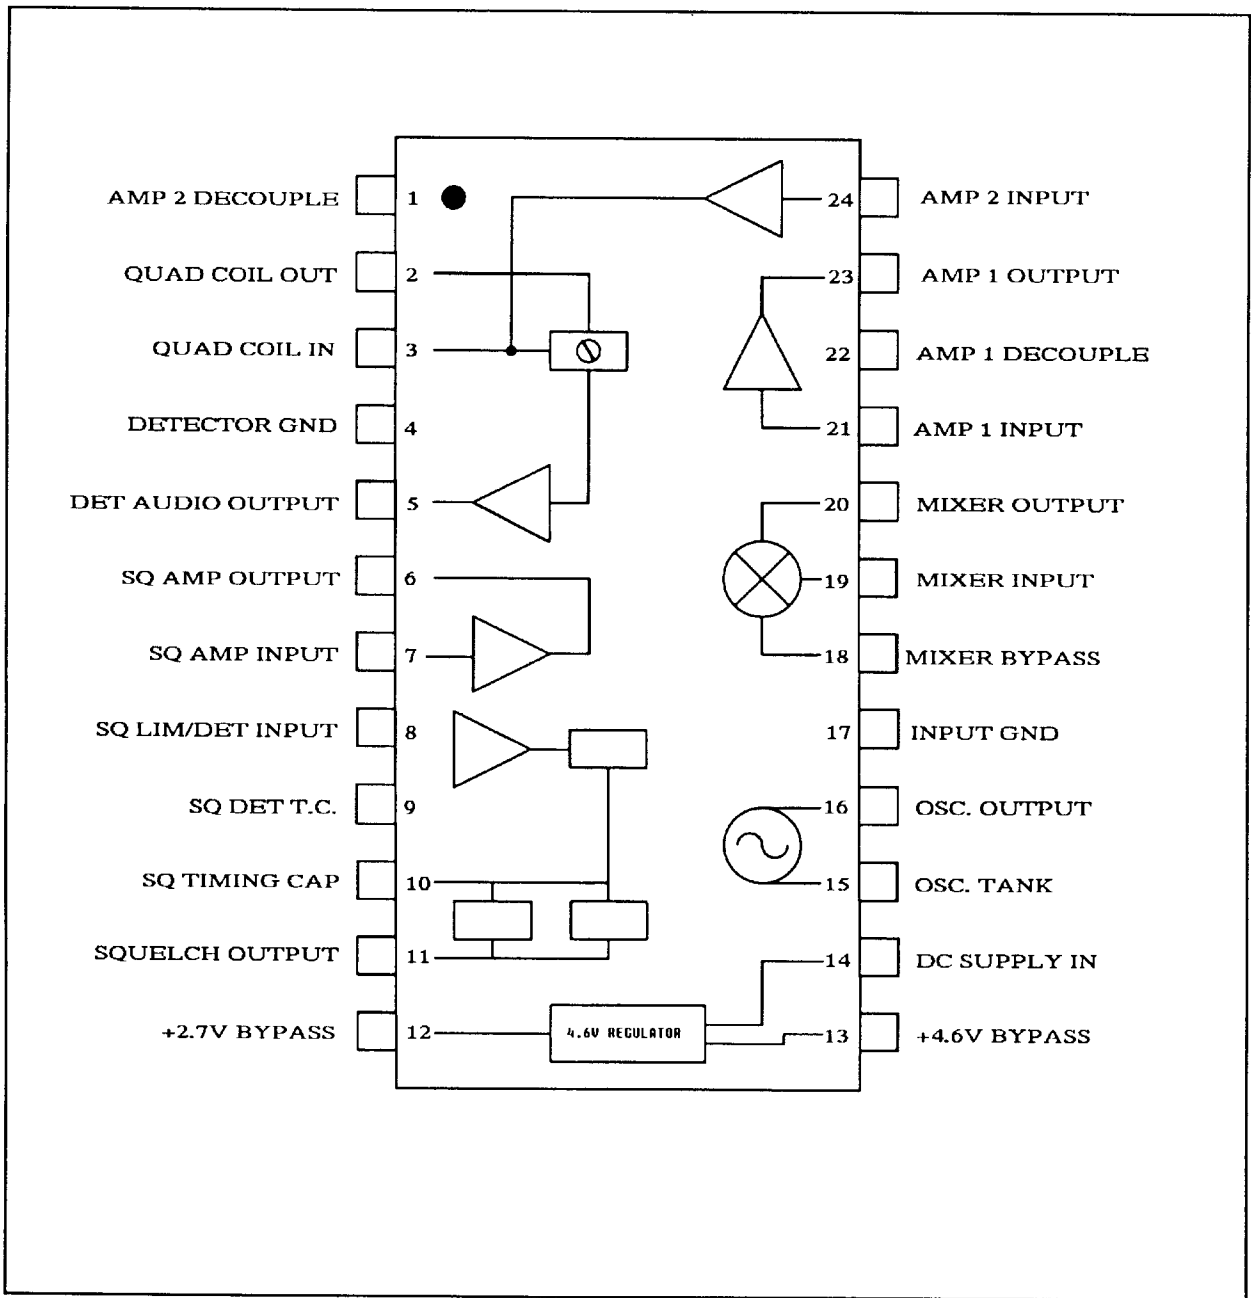 AMP 2 DECOUPLE 1
QUAD COIL OUT 2
QUAD COIL IN 3
DETECTOR GND 4
DET AUDIO OUTPUT 5
SQ AMP OUTPUT 6
SQ AMP INPUT 7
SQ LIM/DET INPUT 8
SQ DET T.C. 9
SQ TIMING CAP 10
SQUELCH OUTPUT 11
+2.7V BYPASS 12
4.6V REGULATOR
24 AMP 2 INPUT
23 AMP 1 OUTPUT
22 AMP 1 DECOUPLE
21 AMP 1 INPUT
20 MIXER OUTPUT
19 MIXER INPUT
18 MIXER BYPASS
17 INPUT GND
16 OSC. OUTPUT
15 OSC. TANK
14 DC SUPPLY IN
13 +4.6V BYPASS